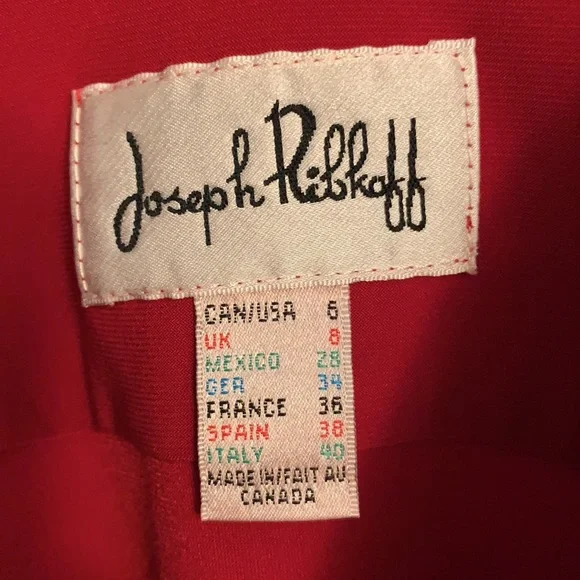 Joseph Ribkoff
CAN/USA 6
UK 8
MEXICO 28
GER 34
FRANCE 36
SPAIN 38
ITALY 40
MADE IN/FAIT AU
CANADA